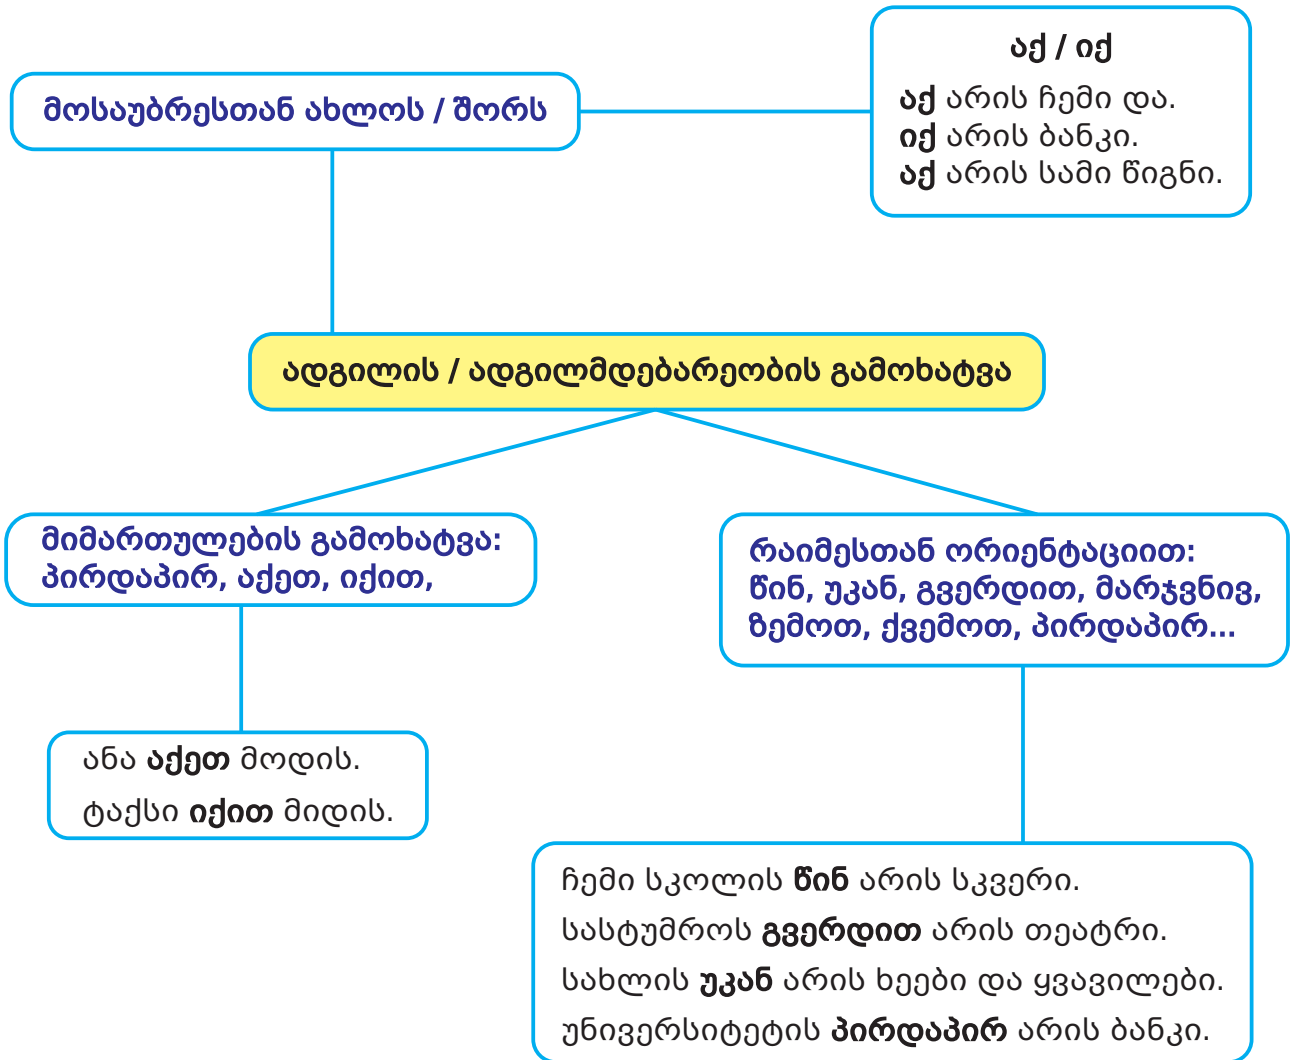 მოსაუბრესთან ახლოს / შორს
აქ / იქ
აქ არის ჩემი და.
იქ არის ბანკი.
აქ არის სამი წიგნი.
ადგილის / ადგილმდებარეობის გამოხატვა
მიმართულების გამოხატვა:
პირდაპირ, აქეთ, იქით,
რაიმესთან ორიენტაციით:
წინ, უკან, გვერდით, მარჯვნივ,
ზემოთ, ქვემოთ, პირდაპირ...
ანა აქეთ მოდის.
ტაქსი იქით მიდის.
ჩემი სკოლის წინ არის სკვერი.
სასტუმროს გვერდით არის თეატრი.
სახლის უკან არის ხეები და ყვავილები.
უნივერსიტეტის პირდაპირ არის ბანკი.